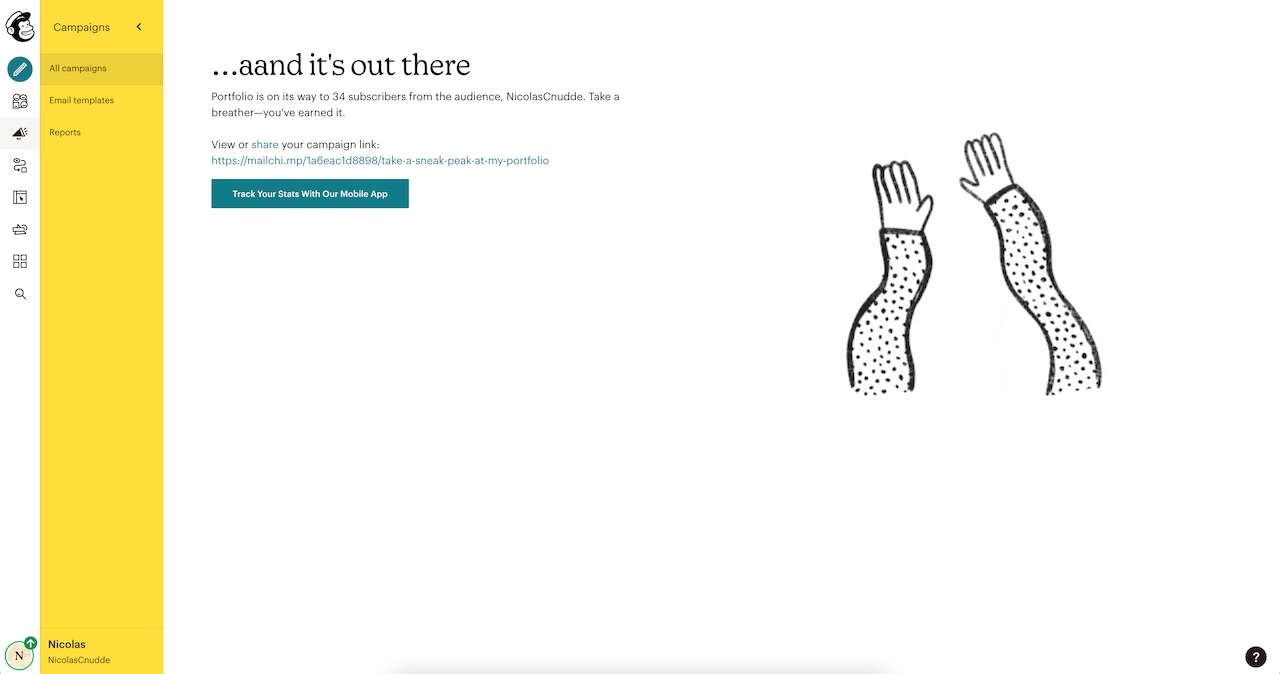 Campaigns
All campaigns
Email templates
Reports
...aand it's out there
Portfolio is on its way to 34 subscribers from the audience, NicolasCnudde. Take a
breather—you've earned it.
View or share your campaign link:
https://mailchi.mp/1a6eac1d8898/take-a-sneak-peak-at-my-portfolio
Track Your Stats With Our Mobile App
N
Nicolas
NicolasCnudde
?